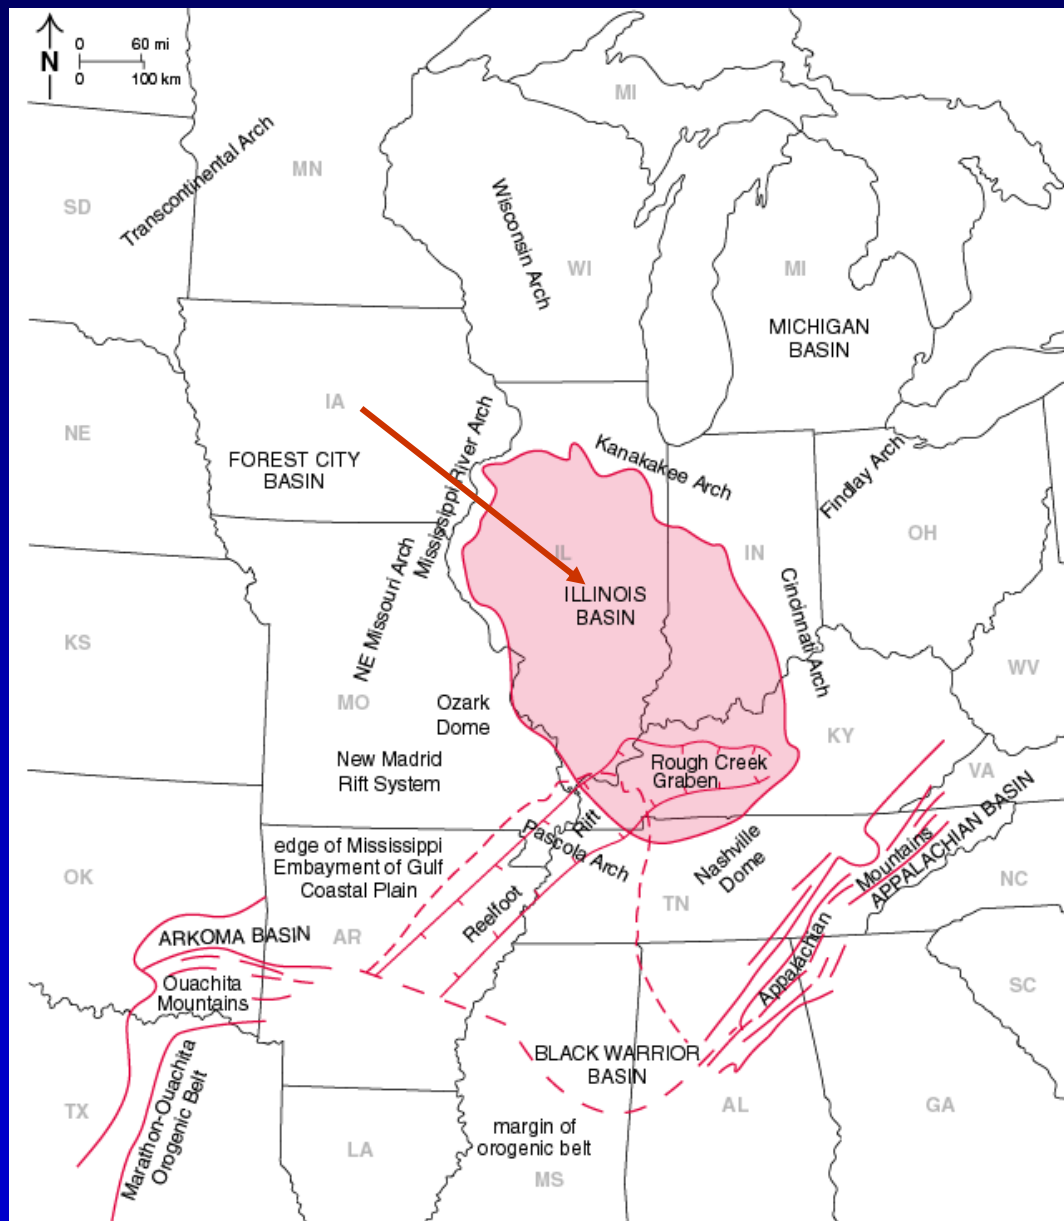 0 60 mi
N
0 100 km
MI
Transcontinental Arch
MN
SD
Wisconsin Arch
WI
MI
MICHIGAN
BASIN
IA
NE
Mississippi River Arch
FOREST CITY
BASIN
Kanakakee Arch
Findlay Arch
OH
IL
IN
NE Missouri Arch
ILLINOIS
BASIN
Cincinnati Arch
KS
WV
MO
Ozark
Dome
KY
New Madrid
Rift System
Rough Creek
Graben
VA
Rift
Pascola Arch
edge of Mississippi
Embayment of Gulf
Coastal Plain
Nashville
Dome
Mountains
APPALACHIAN BASIN
OK
NC
TN
Reelfoot
ARKOMA BASIN
AR
Appalachian
Ouachita
Mountains
SC
BLACK WARRIOR
BASIN
TX
Marathon-Ouachita
Orogenic Belt
AL
GA
margin of
orogenic belt
LA
MS